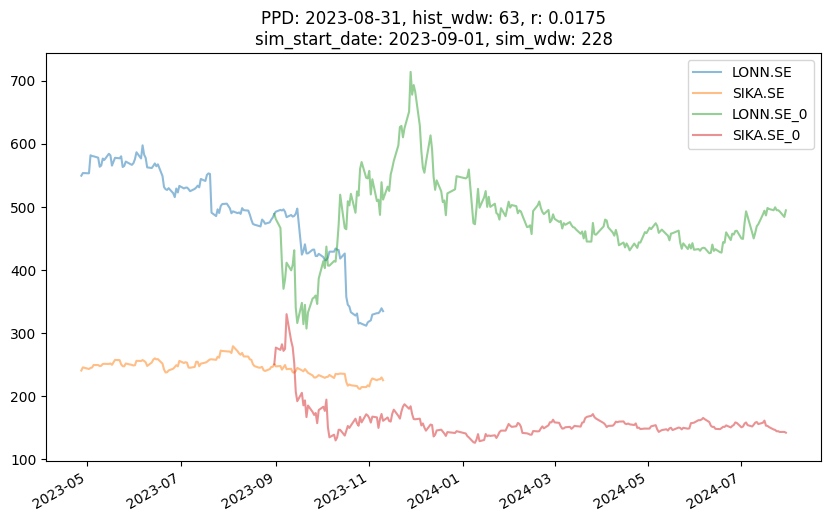 PPD: 2023-08-31, hist_wdw: 63, r: 0.0175
sim_start_date: 2023-09-01, sim_wdw: 228
LONN.SE
SIKA.SE
LONN.SE_0
SIKA.SE_0
700
600
500
400
300
200
100
2023-05
2023-07
2023-09
2023-11
2024-01
2024-03
2024-05
2024-07